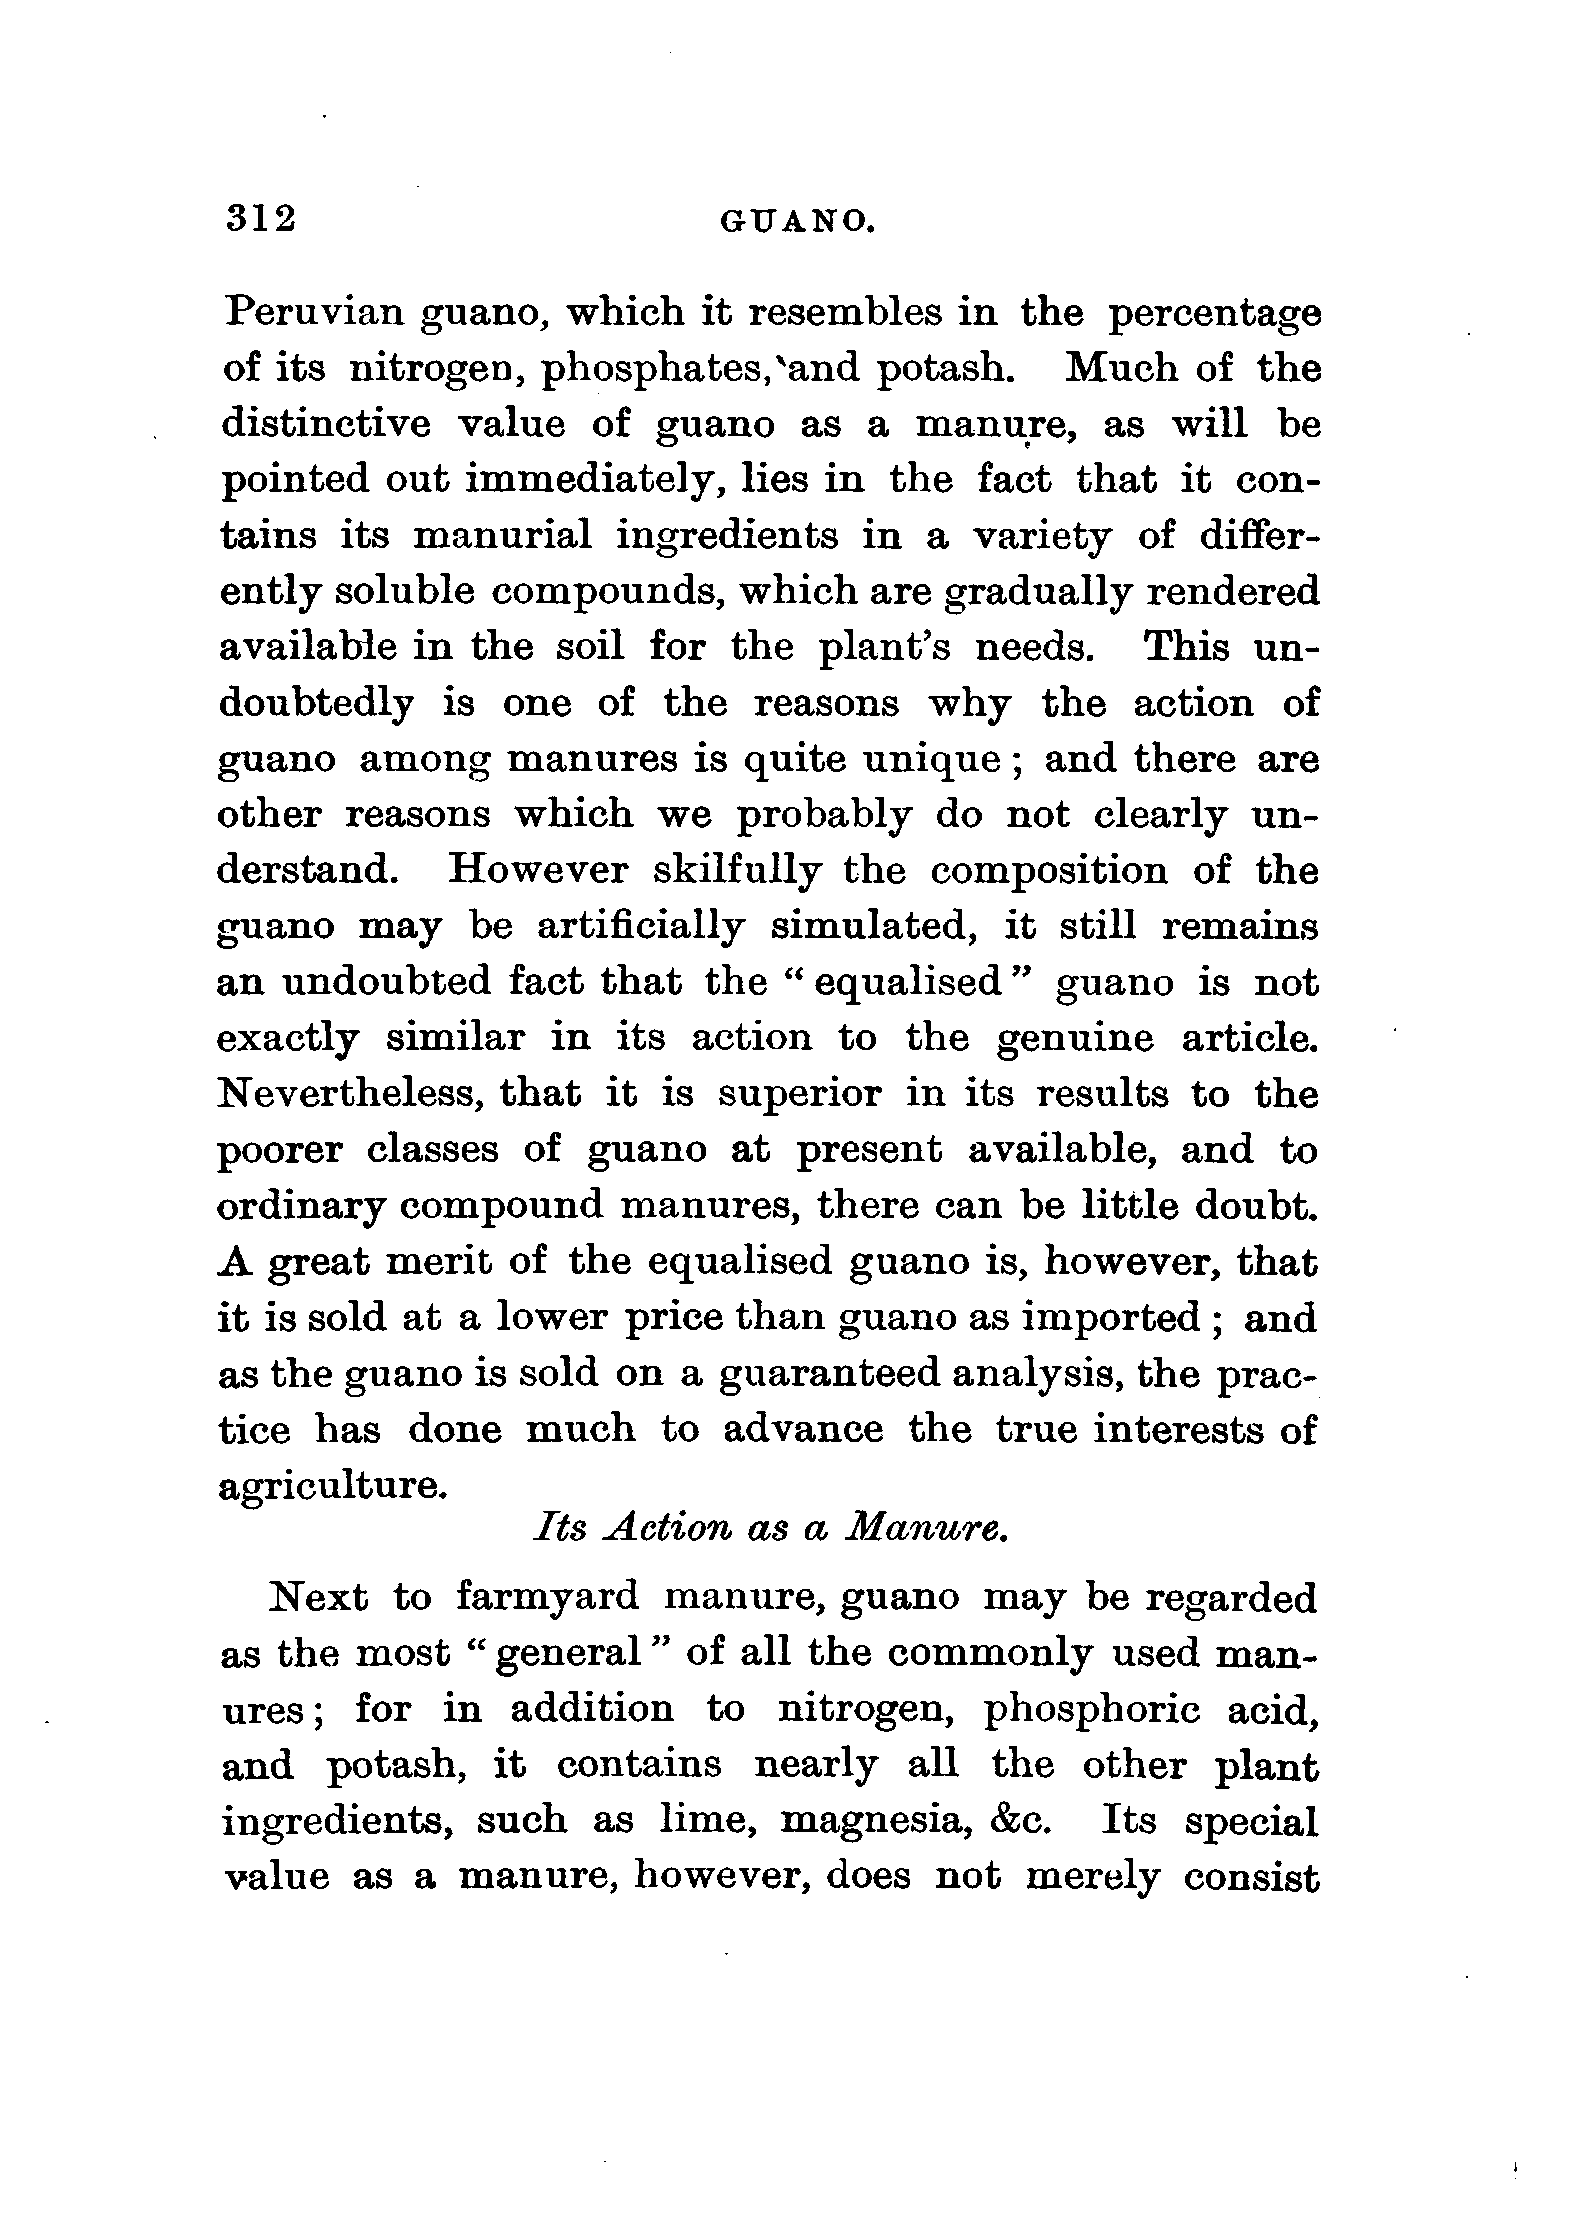 312 GUANO.
Peruvian guano, which it resembles in the percentage
of its nitrogen, phosphates, and potash. Much of the
distinctive value of guano as a manure, as will be
pointed out immediately, lies in the fact that it con-
tains its manurial ingredients in a variety of differ-
ently soluble compounds, which are gradually rendered
available in the soil for the plant's needs. This un-
doubtedly is one of the reasons why the action of
guano among manures is quite unique; and there are
other reasons which we probably do not clearly un-
derstand. However skilfully the composition of the
guano may be artificially simulated, it still remains
an undoubted fact that the "equalised" guano is not
exactly similar in its action to the genuine article.
Nevertheless, that it is superior in its results to the
poorer classes of guano at present available, and to
ordinary compound manures, there can be little doubt.
A great merit of the equalised guano is, however, that
it is sold at a lower price than guano as imported; and
as the guano is sold on a guaranteed analysis, the prac-
tice has done much to advance the true interests of
agriculture.
Its Action as a Manure.
Next to farmyard manure, guano may be regarded
as the most "general" of all the commonly used man-
ures; for in addition to nitrogen, phosphoric acid,
and potash, it contains nearly all the other plant
ingredients, such as lime, magnesia, &c. Its special
value as a manure, however, does not merely consist